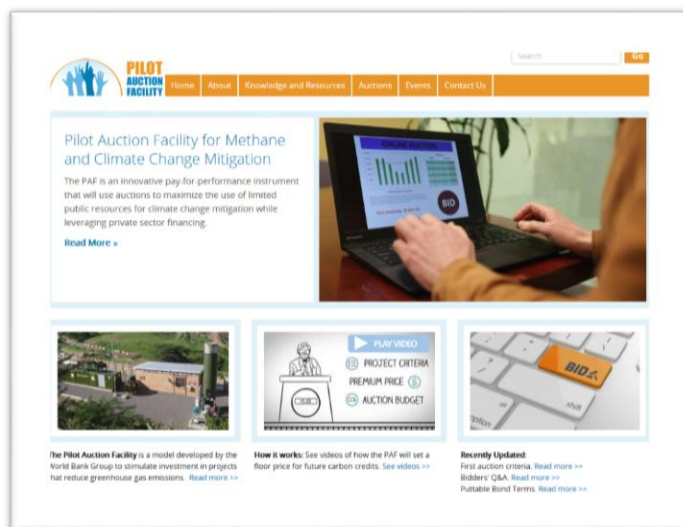 Search
Go
PILOT
AUCTION
FACILITY
Home
About
Knowledge and Resources
Auctions
Events
Contact Us
Pilot Auction Facility for Methane
and Climate Change Mitigation
The PAF is an innovative pay-for-performance instrument
that will use auctions to maximize the use of limited
public resources for climate change mitigation while
leveraging private sector financing.
Read More »
ONLINE AUCTION
BID
PLAY VIDEO
PROJECT CRITERIA
PREMIUM PRICE
AUCTION BUDGET
BID
option
shift
The Pilot Auction Facility is a model developed by the
World Bank Group to stimulate investment in projects
that reduce greenhouse gas emissions. Read more >>
How it works: See videos of how the PAF will set a
floor price for future carbon credits. See videos >>
Recently Updated:
First auction criteria. Read more >>
Bidders' Q&A. Read more >>
Puttable Bond Terms. Read more >>